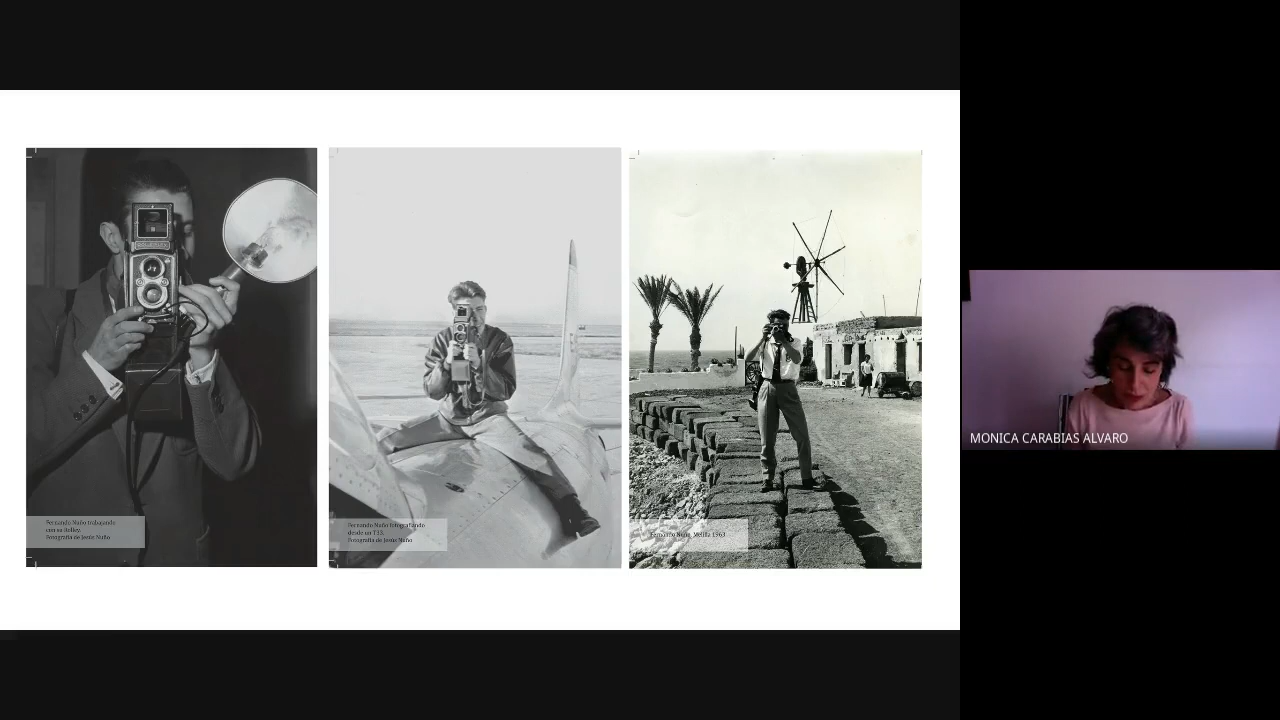 Fernando Nuño trabajando
con su Rolley.
Fotografía de Jesús Nuño
Fernando Nuño fotografiando
desde un T33.
Fotografía de Jesús Nuño
Fernando Nuño, Melilla 1963
MONICA CARABIAS ALVARO